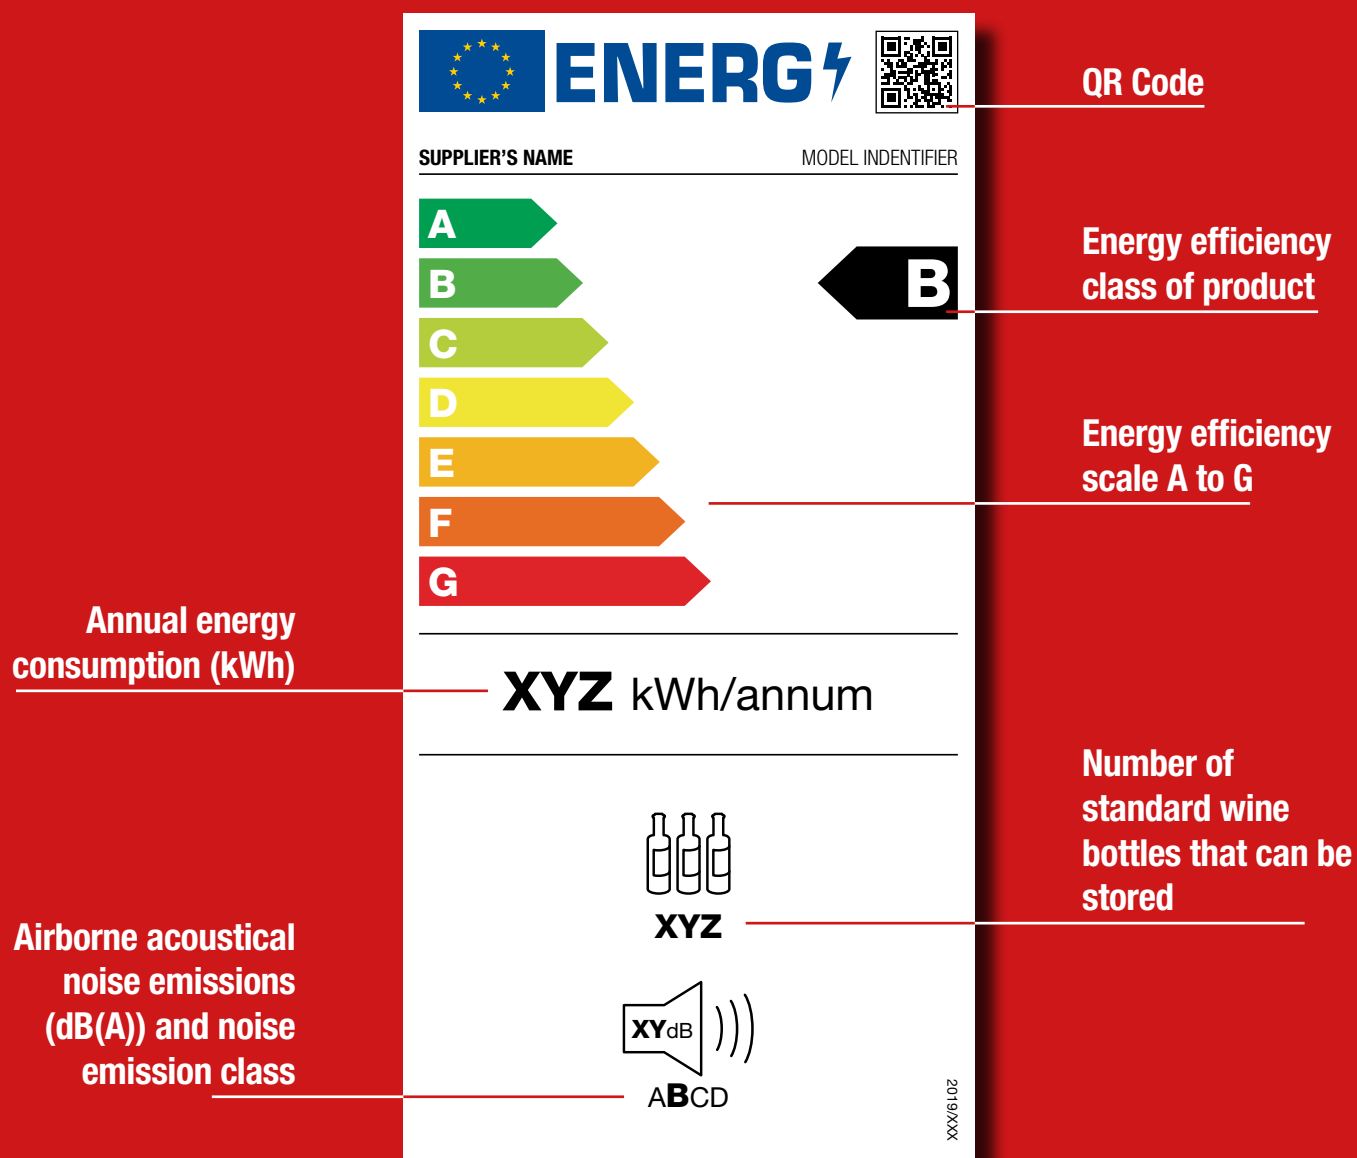 ENERG
QR Code
SUPPLIER'S NAME
MODEL INDENTIFIER
A
B
C
D
E
F
G
B
Energy efficiency
class of product
Energy efficiency
scale A to G
Annual energy
consumption (kWh)
XYZ kWh/annum
Number of
standard wine
bottles that can be
stored
XYZ
Airborne acoustical
noise emissions
(dB(A)) and noise
emission class
XYdB
ABCD
2019/XXX